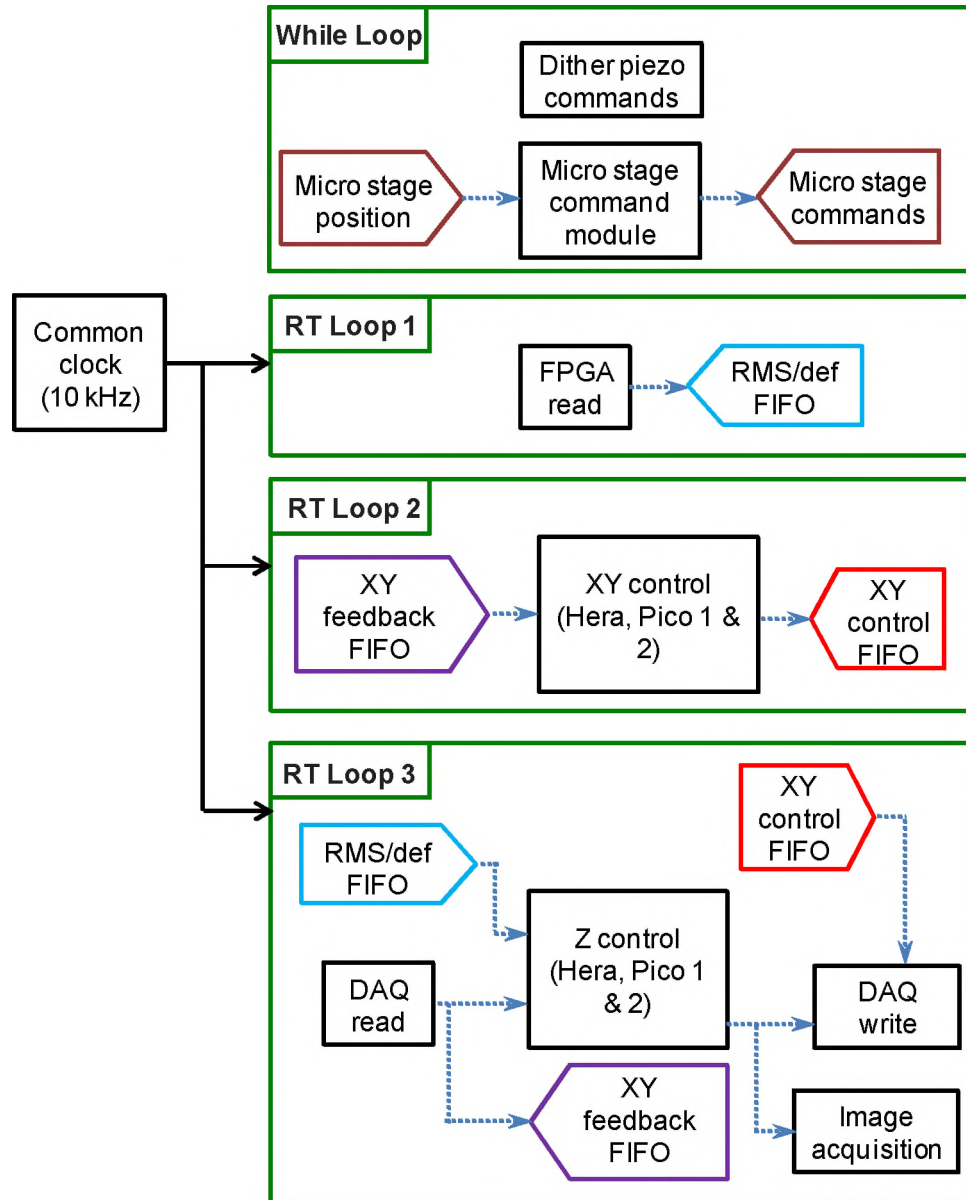 While Loop
Dither piezo
commands
Micro stage
position
Micro stage
command
module
Micro stage
commands
Common
clock
(10 kHz)
RT Loop 1
FPGA
read
RMS/def
FIFO
RT Loop 2
XY
feedback
FIFO
XY control
(Hera, Pico 1 &
2)
XY
control
FIFO
RT Loop 3
XY
control
FIFO
RMS/def
FIFO
Z control
(Hera, Pico 1
& 2)
DAQ
read
DAQ
write
XY
feedback
FIFO
Image
acquisition